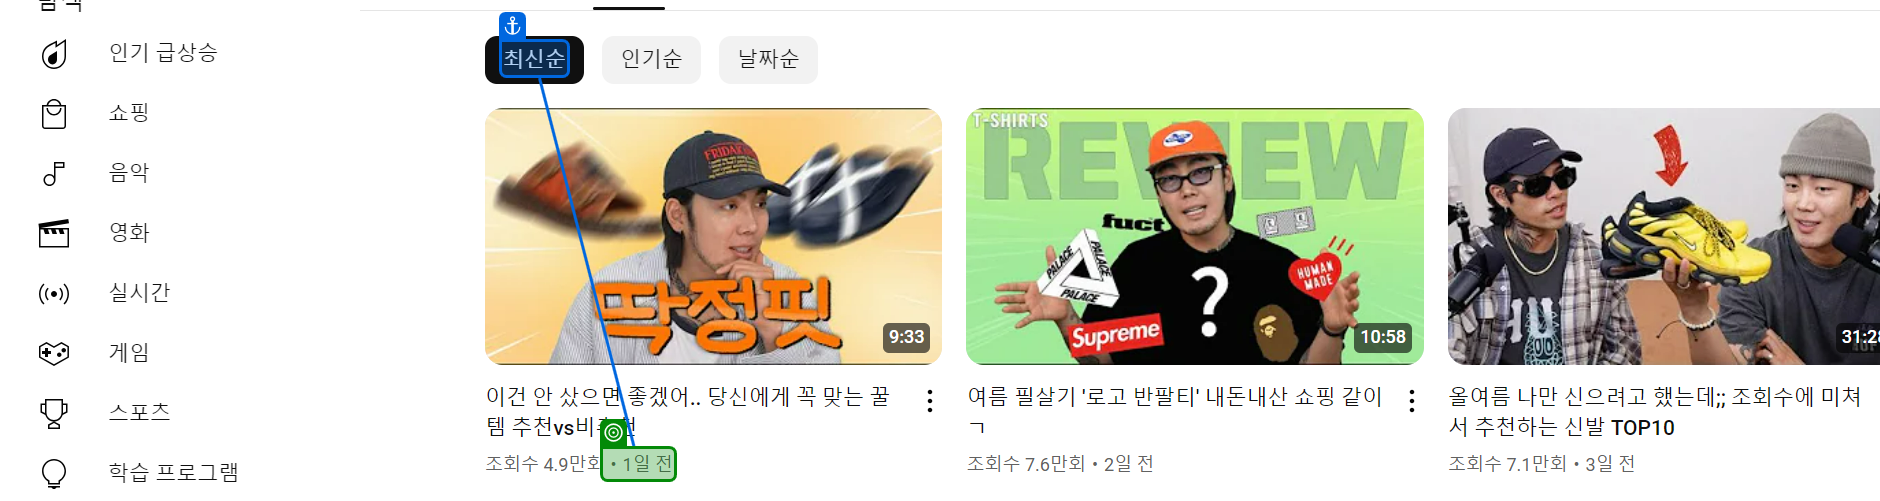 인기 급상승
쇼핑
음악
영화
실시간
게임
스포츠
학습 프로그램
최신순
인기순
날짜순
FRIDAY
딱정핏
9:33
이건 안 샀으면 좋겠어.. 당신에게 꼭 맞는 꿀
템 추천vs비추천
조회수 4.9만회 • 1일 전
T-SHIRTS
REVIEW
fuct
PALACE
PALACE
PALACE
HUMAN
MADE
?
Supreme
10:58
여름 필살기 '로고 반팔티' 내돈내산 쇼핑 같이
ㄱ
조회수 7.6만회 • 2일 전
31:28
올여름 나만 신으려고 했는데;; 조회수에 미쳐
서 추천하는 신발 TOP10
조회수 7.1만회 • 3일 전